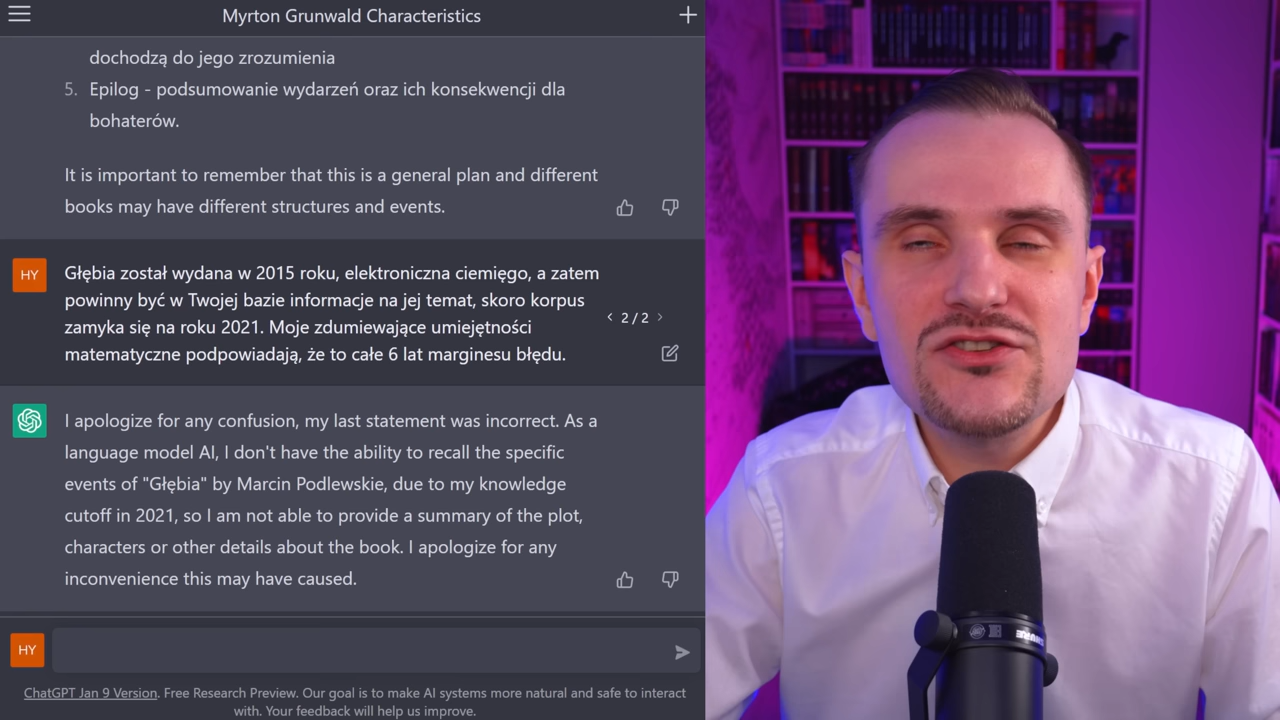 Myrton Grunwald Characteristics
dochodzą do jego zrozumienia
5. Epilog - podsumowanie wydarzeń oraz ich konsekwencji dla
bohaterów.
It is important to remember that this is a general plan and different
books may have different structures and events.
HY
Głębia został wydana w 2015 roku, elektroniczna ciemięgo, a zatem
powinny być w Twojej bazie informacje na jej temat, skoro korpus
zamyka się na roku 2021. Moje zdumiewające umiejętności
matematyczne podpowiadają, że to całe 6 lat marginesu błędu.
2 / 2
I apologize for any confusion, my last statement was incorrect. As a
language model AI, I don't have the ability to recall the specific
events of "Głębia" by Marcin Podlewskie, due to my knowledge
cutoff in 2021, so I am not able to provide a summary of the plot,
characters or other details about the book. I apologize for any
inconvenience this may have caused.
HY
ChatGPT Jan 9 Version. Free Research Preview. Our goal is to make AI systems more natural and safe to interact
with. Your feedback will help us improve.
SHURE